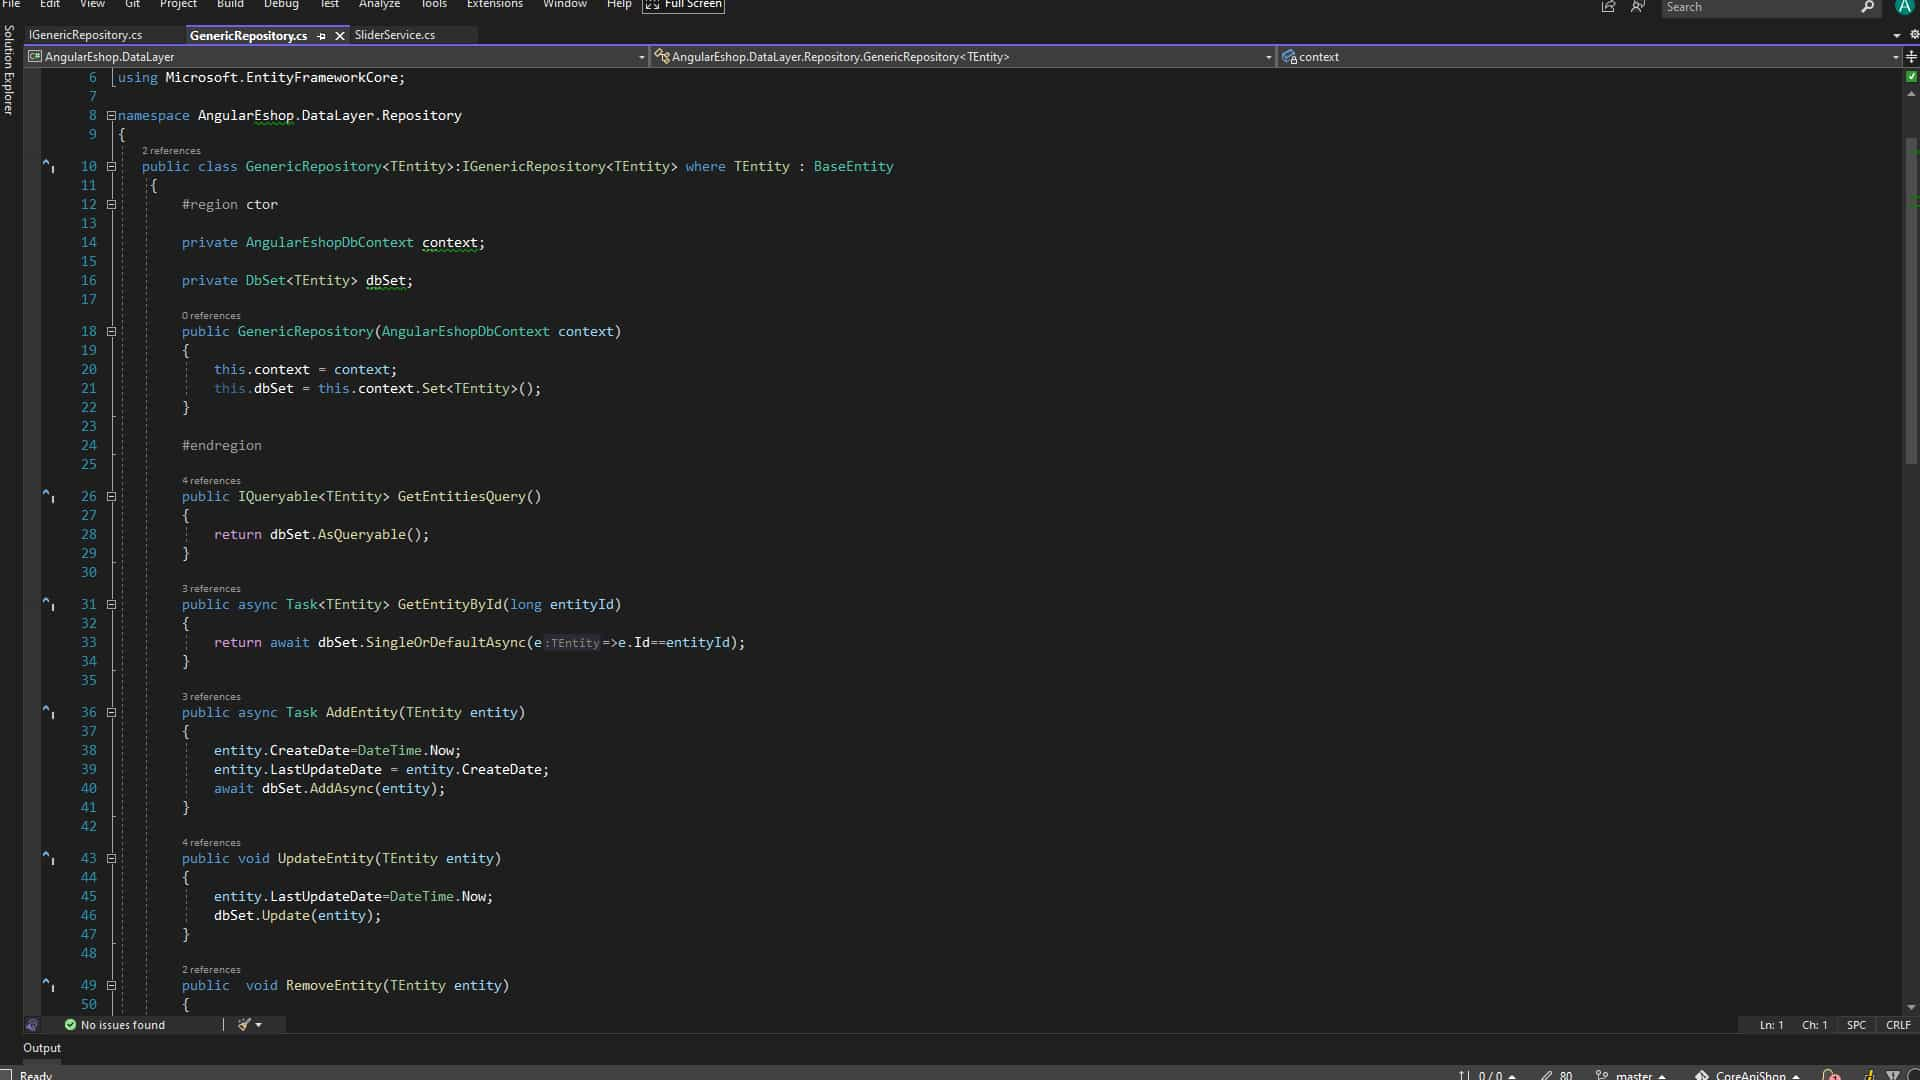 File Edit View Git Project Build Debug Test Analyze Tools Extensions Window Help Full Screen Search A
Solution Explorer
IGenericRepository.cs GenericRepository.cs SliderService.cs
AngularEshop.DataLayer AngularEshop.DataLayer.Repository.GenericRepository<TEntity> context
6 using Microsoft.EntityFrameworkCore;
7
8 namespace AngularEshop.DataLayer.Repository
9 {
2 references
10 public class GenericRepository<TEntity>:IGenericRepository<TEntity> where TEntity : BaseEntity
11 {
12 #region ctor
13
14 private AngularEshopDbContext context;
15
16 private DbSet<TEntity> dbSet;
17
0 references
18 public GenericRepository(AngularEshopDbContext context)
19 {
20 this.context = context;
21 this.dbSet = this.context.Set<TEntity>();
22 }
23
24 #endregion
25
4 references
26 public IQueryable<TEntity> GetEntitiesQuery()
27 {
28 return dbSet.AsQueryable();
29 }
30
3 references
31 public async Task<TEntity> GetEntityById(long entityId)
32 {
33 return await dbSet.SingleOrDefaultAsync(e:TEntity=>e.Id==entityId);
34 }
35
3 references
36 public async Task AddEntity(TEntity entity)
37 {
38 entity.CreateDate=DateTime.Now;
39 entity.LastUpdateDate = entity.CreateDate;
40 await dbSet.AddAsync(entity);
41 }
42
4 references
43 public void UpdateEntity(TEntity entity)
44 {
45 entity.LastUpdateDate=DateTime.Now;
46 dbSet.Update(entity);
47 }
48
2 references
49 public  void RemoveEntity(TEntity entity)
50 {
No issues found Ln: 1 Ch: 1 SPC CRLF
Output
Ready 0 / 0 80 master CoreApiShop